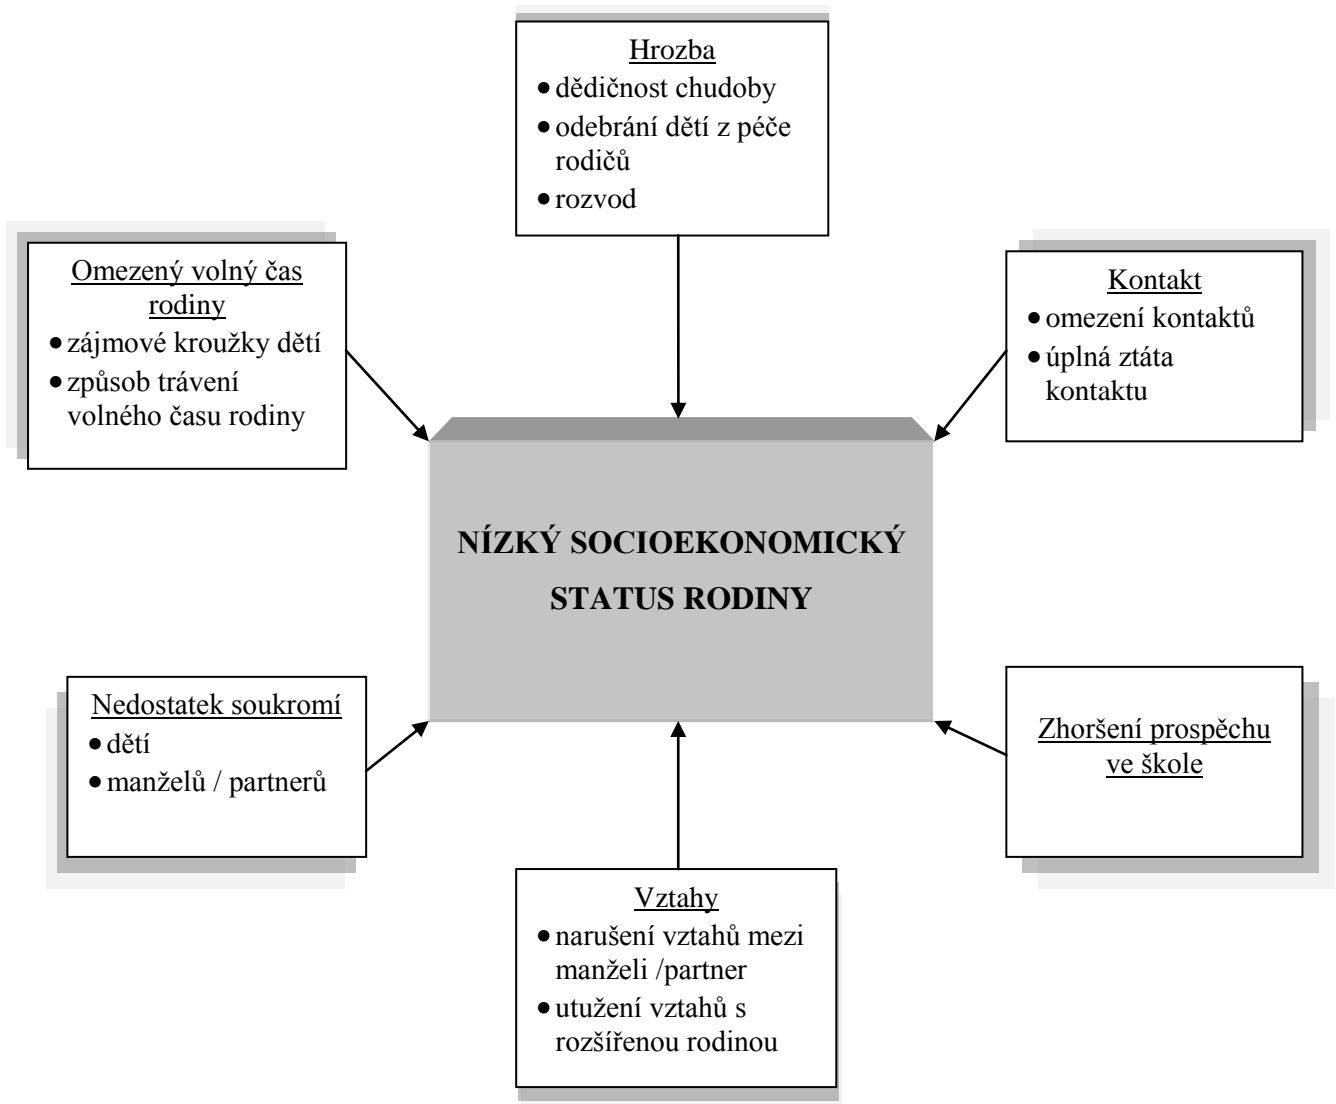 Hrozba
• dědičnost chudoby
• odebrání dětí z péče
rodičů
• rozvod
Omezený volný čas
rodiny
• zájmové kroužky dětí
• způsob trávení
volného času rodiny
Kontakt
• omezení kontaktů
• úplná ztáta
kontaktu
NÍZKÝ SOCIOEKONOMICKÝ
STATUS RODINY
Nedostatek soukromí
• dětí
• manželů / partnerů
Zhoršení prospěchu
ve škole
Vztahy
• narušení vztahů mezi
manželi /partner
• utužení vztahů s
rozšířenou rodinou